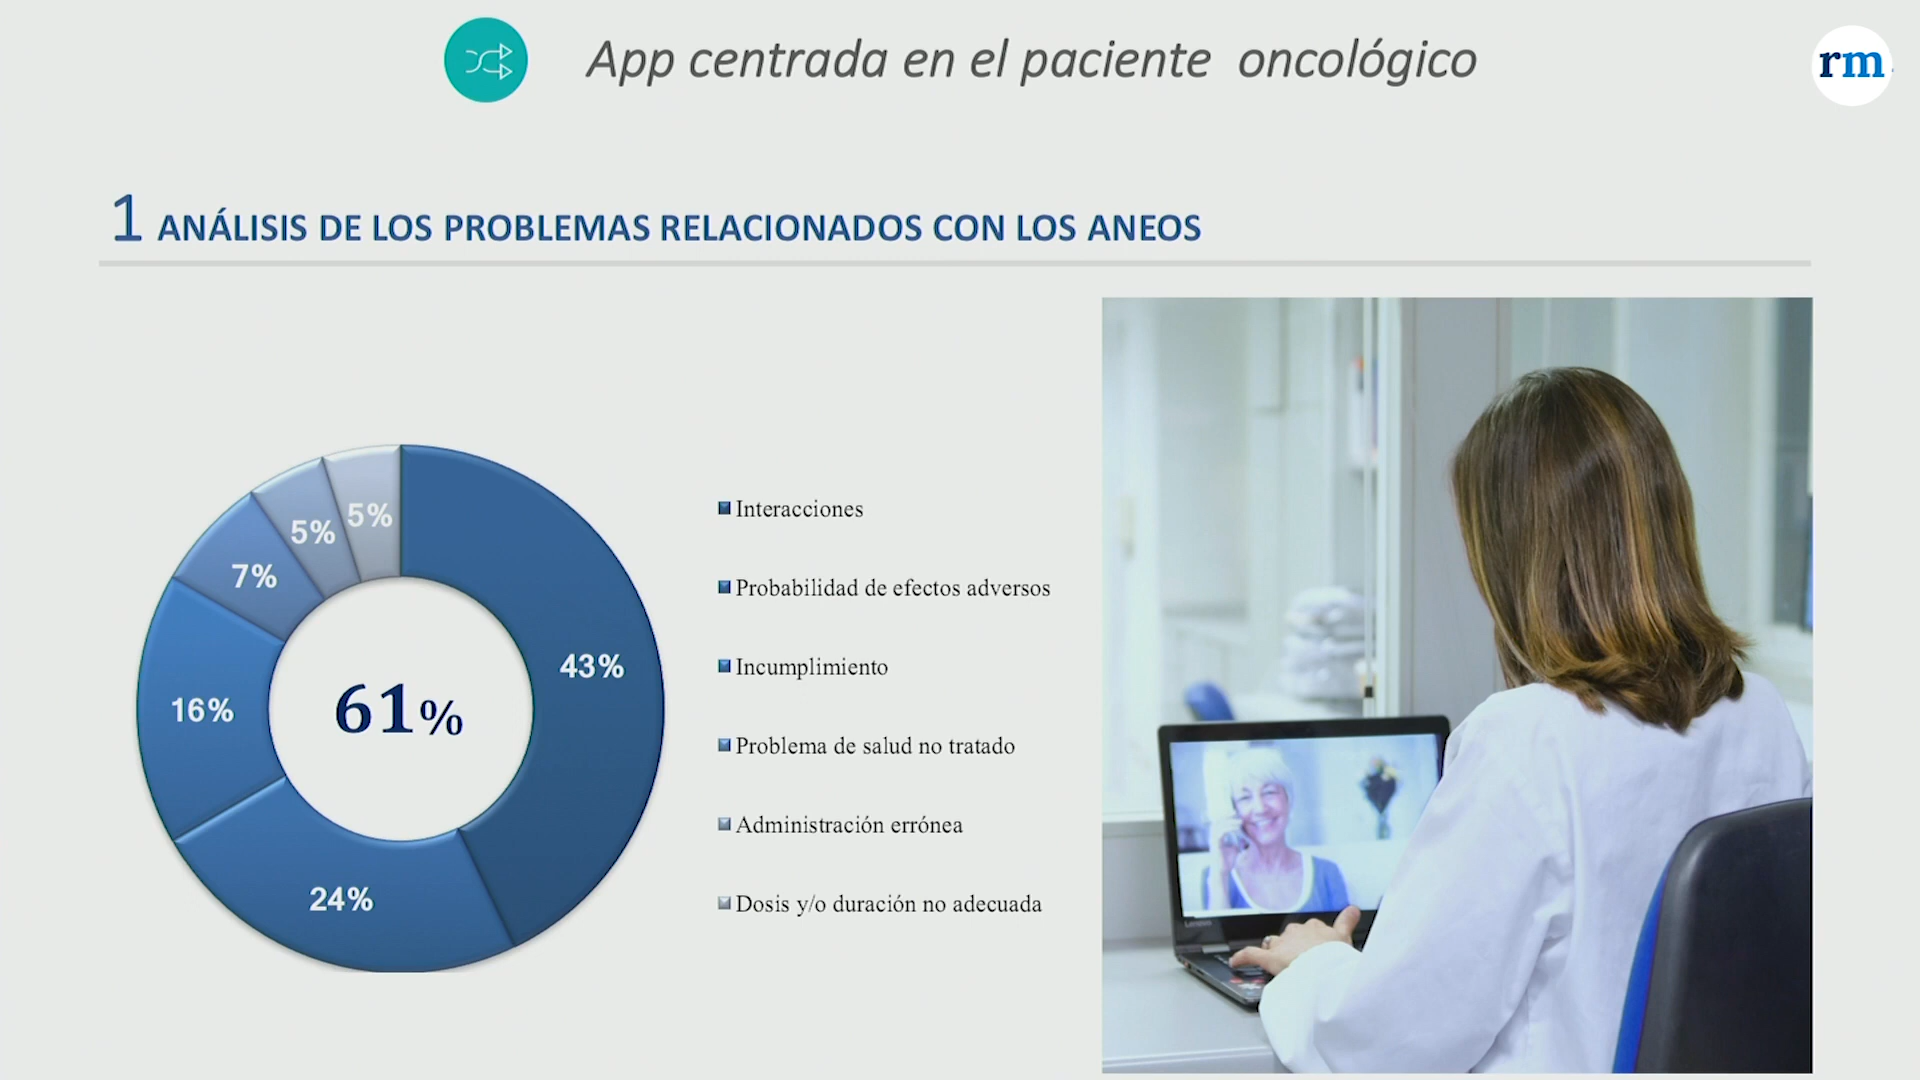 App centrada en el paciente oncológico
rm
1 ANÁLISIS DE LOS PROBLEMAS RELACIONADOS CON LOS ANEOS
5%
5%
7%
43%
16%
61%
24%
Interacciones
Probabilidad de efectos adversos
Incumplimiento
Problema de salud no tratado
Administración errónea
Dosis y/o duración no adecuada
Lenovo